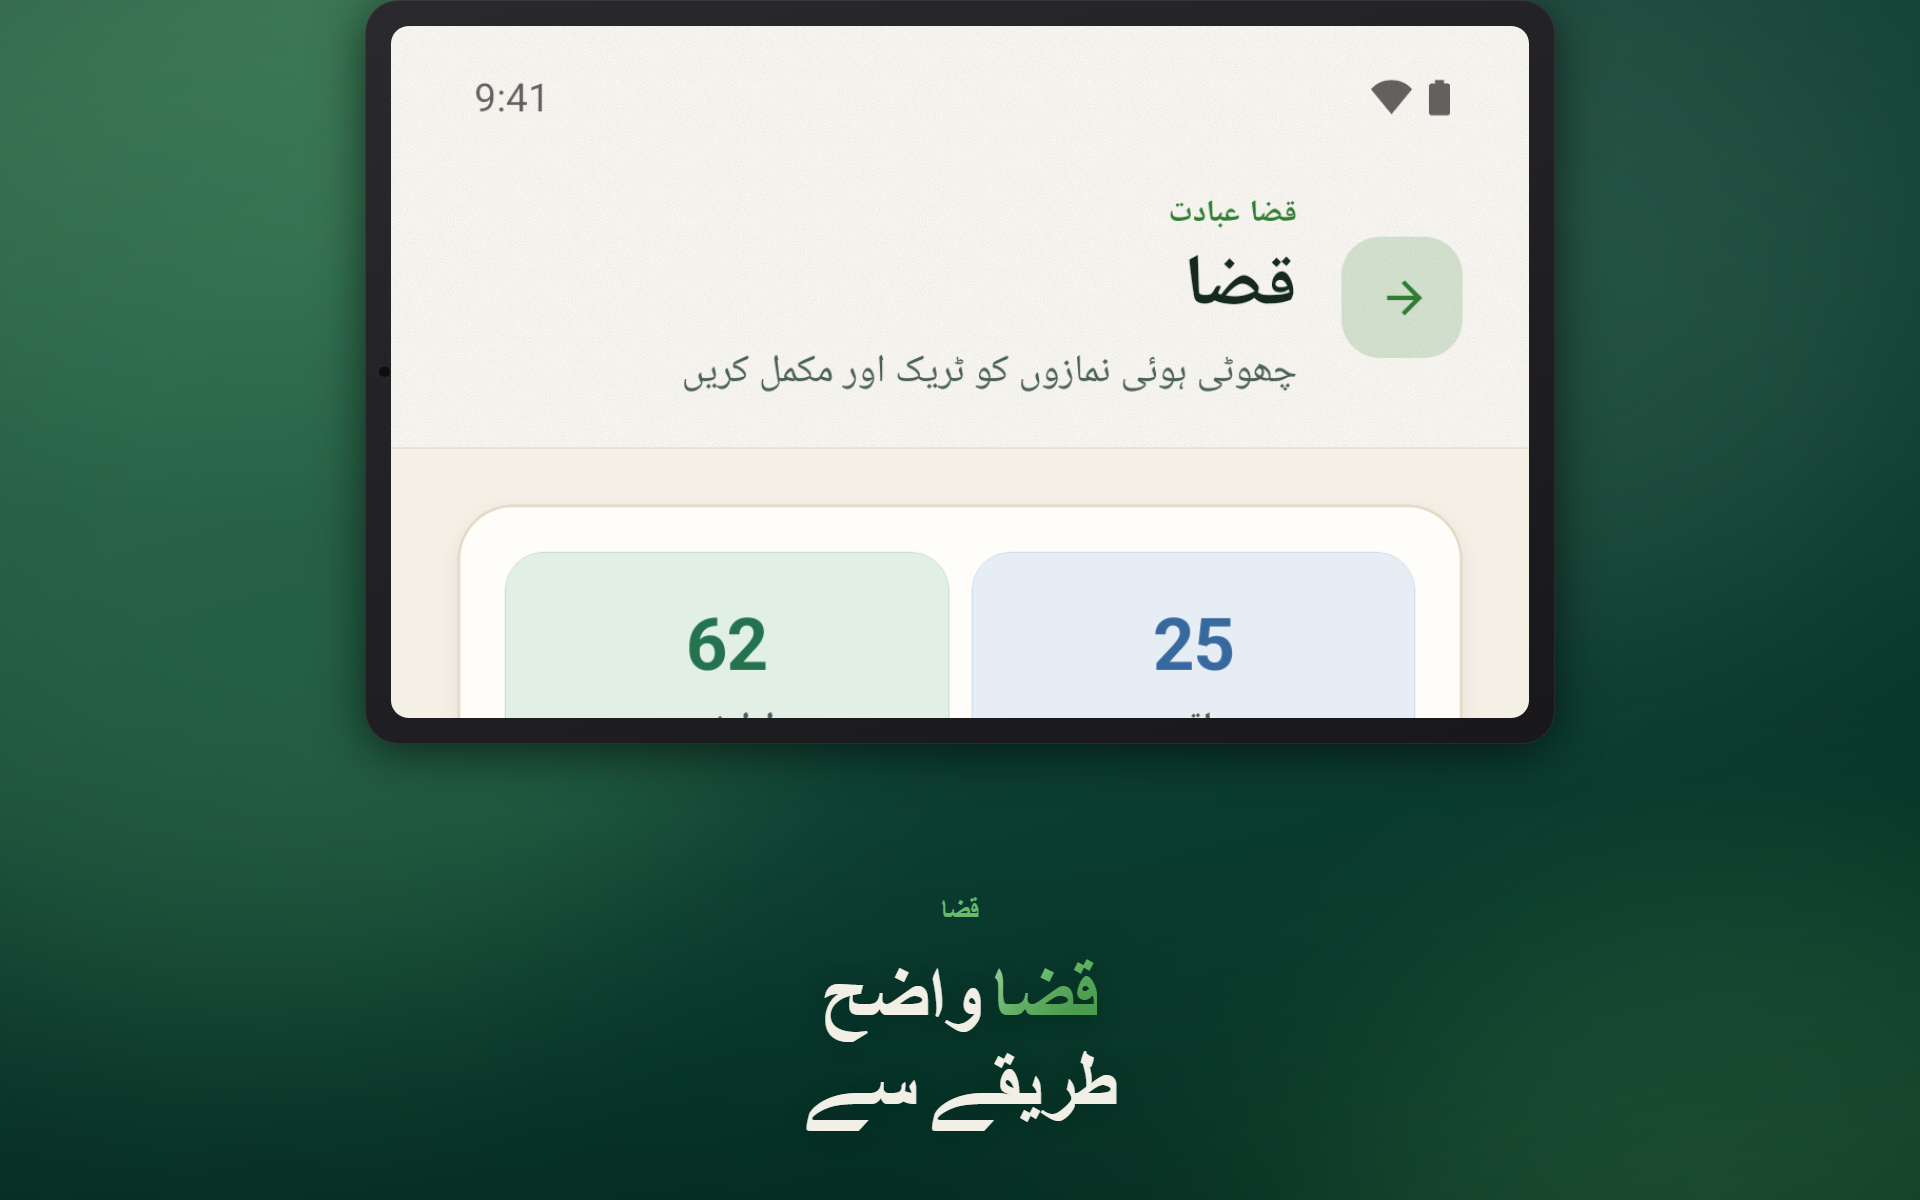 9:41
قضا عبادت
قضا
چھوٹی ہوئی نمازوں کو ٹریک اور مکمل کریں
62
25
قضا
قضا واضح
طریقے سے